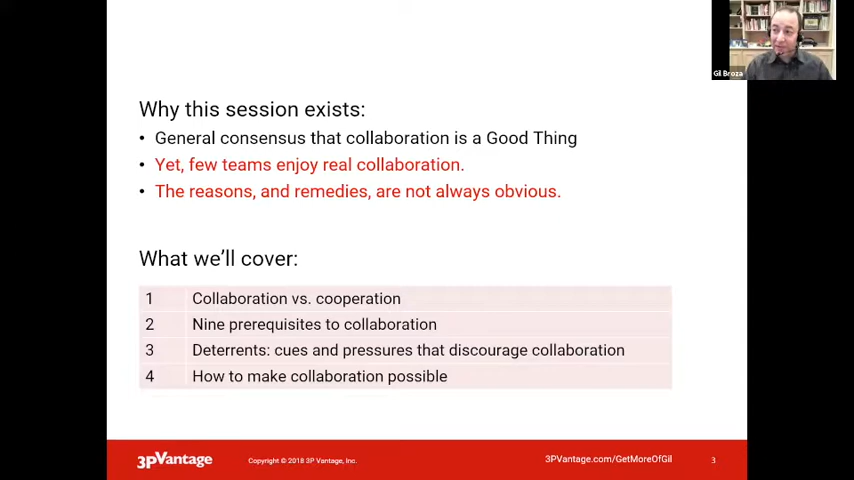 Gil Broza
Why this session exists:
• General consensus that collaboration is a Good Thing
• Yet, few teams enjoy real collaboration.
• The reasons, and remedies, are not always obvious.
What we'll cover:
1 Collaboration vs. cooperation
2 Nine prerequisites to collaboration
3 Deterrents: cues and pressures that discourage collaboration
4 How to make collaboration possible
3PVantage
Copyright © 2018 3P Vantage, Inc.
3PVantage.com/GetMoreOfGil
3